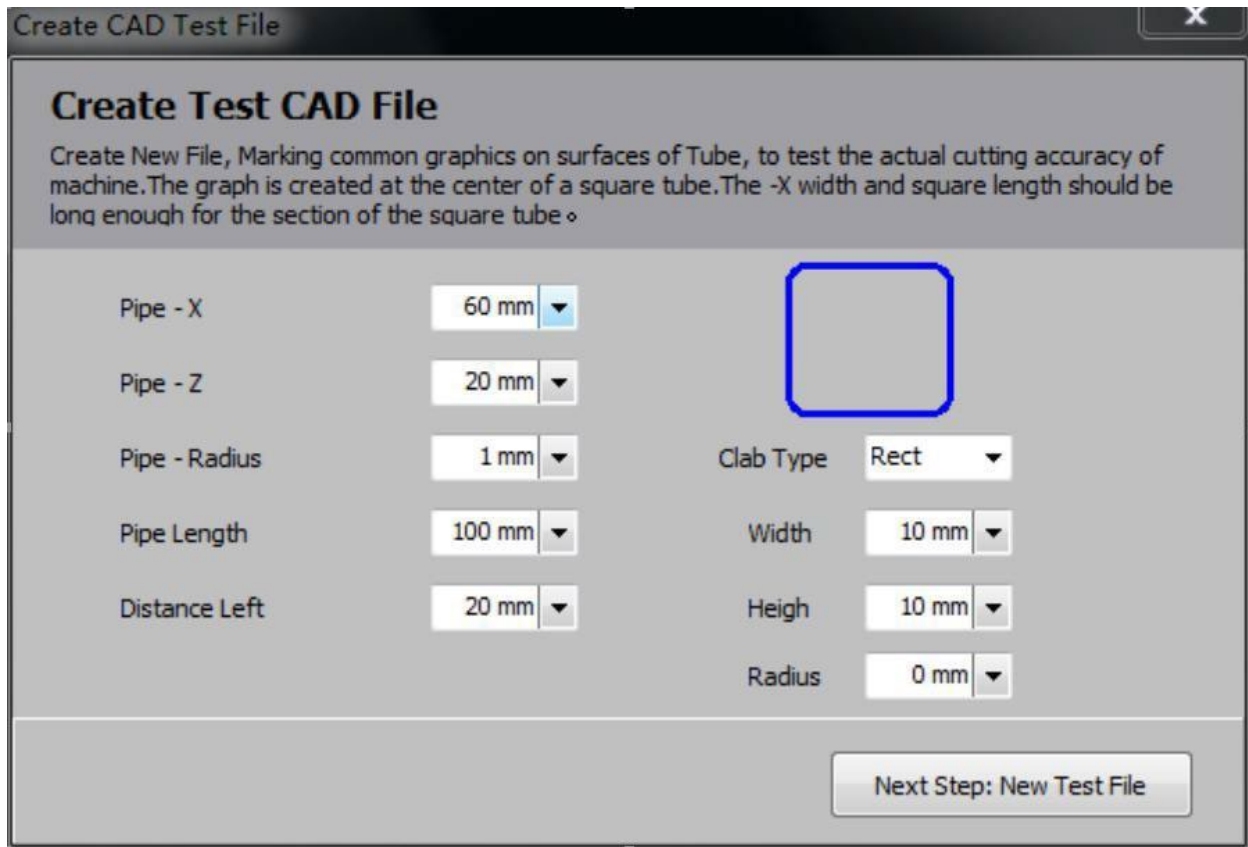 Create CAD Test File
X
Create Test CAD File
Create New File, Marking common graphics on surfaces of Tube, to test the actual cutting accuracy of
machine.The graph is created at the center of a square tube.The -X width and square length should be
long enough for the section of the square tube。
Pipe - X 60 mm
Pipe - Z 20 mm
Pipe - Radius 1 mm Clab Type Rect
Pipe Length 100 mm Width 10 mm
Distance Left 20 mm Heigh 10 mm
Radius 0 mm
Next Step: New Test File